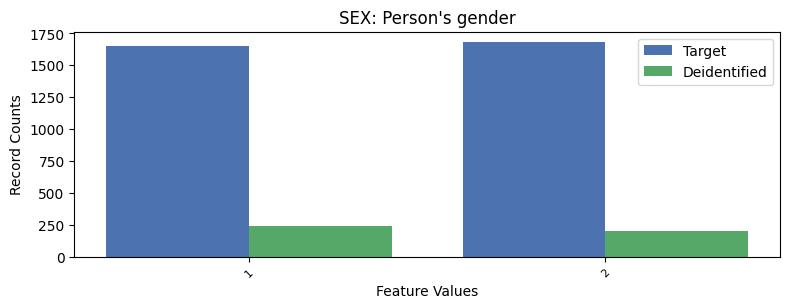 SEX: Person's gender
Target
Deidentified
Record Counts
1750
1500
1250
1000
750
500
250
0
1
2
Feature Values